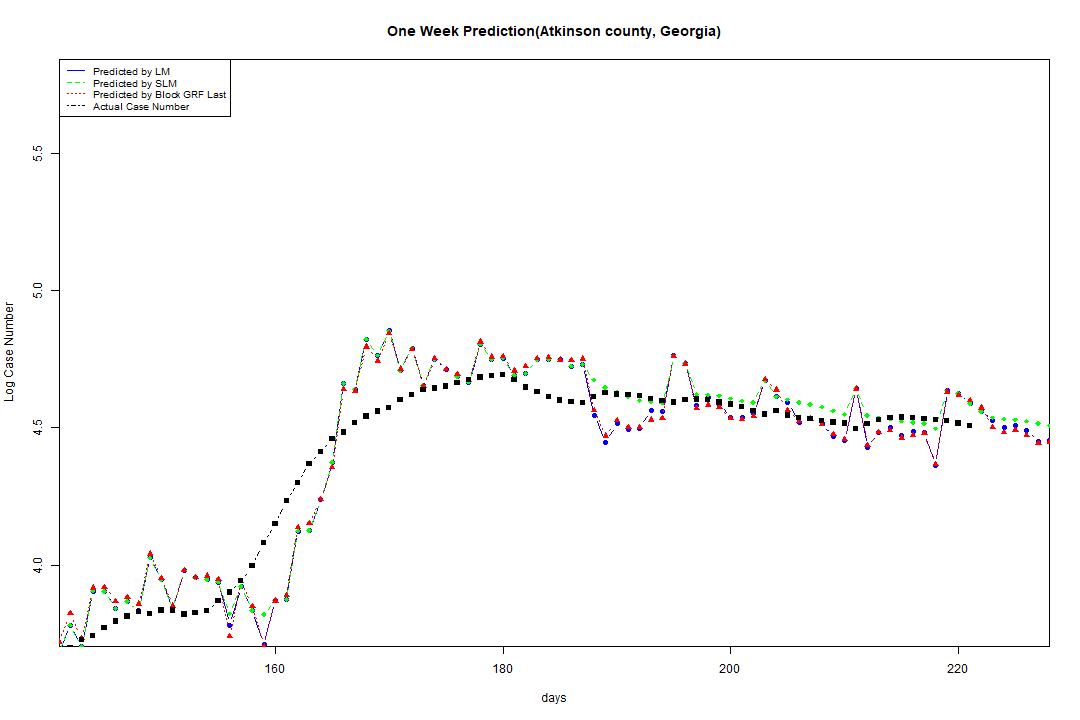 One Week Prediction(Atkinson county, Georgia)
Predicted by LM
Predicted by SLM
Predicted by Block GRF Last
Actual Case Number
5.5
5.0
4.5
4.0
Log Case Number
160 180 200 220
days